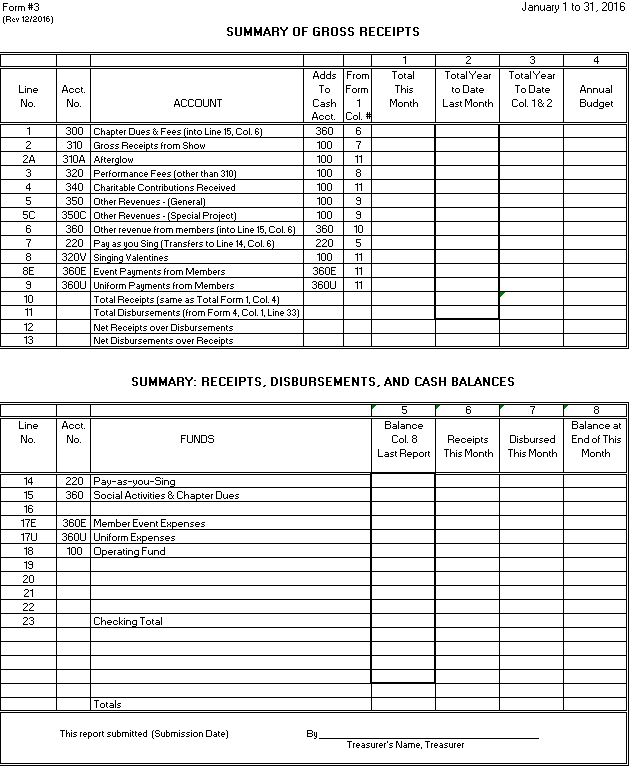 Form #3
January 1 to 31, 2016
(Rev 12/2016)
SUMMARY OF GROSS RECEIPTS
1 2 3 4
Adds From Total Total Year Total Year
Line Acct. To Form This to Date To Date Annual
No. No. ACCOUNT Cash 1 Month Last Month Col. 1& 2 Budget
Acct. Col. #
1 300 Chapter Dues & Fees (into Line 15, Col. 6) 360 6
2 310 Gross Receipts from Show 100 7
2A 310A Afterglow 100 11
3 320 Performance Fees (other than 310) 100 8
4 340 Charitable Contributions Received 100 11
5 350 Other Revenues - (General) 100 9
5C 350C Other Revenues - (Special Project) 100 9
6 360 Other revenue from members (into Line 15, Col. 6) 360 10
7 220 Pay as you Sing (Transfers to Line 14, Col. 6) 220 5
8 320V Singing Valentines 100 11
8E 360E Event Payments from Members 360E 11
9 360U Uniform Payments from Members 360U 11
10 Total Receipts (same as Total Form 1, Col. 4)
11 Total Disbursements (from Form 4, Col. 1, Line 33)
12 Net Receipts over Disbursements
13 Net Disbursements over Receipts
SUMMARY: RECEIPTS, DISBURSEMENTS, AND CASH BALANCES
5 6 7 8
Line Acct. Balance Balance at
No. No. FUNDS Col. 8 Receipts Disbursed End of This
Last Report This Month This Month Month
14 220 Pay-as-you-Sing
15 360 Social Activities & Chapter Dues
16
17E 360E Member Event Expenses
17U 360U Uniform Expenses
18 100 Operating Fund
19
20
21
22
23 Checking Total
Totals
This report submitted (Submission Date) By
Treasurer's Name, Treasurer